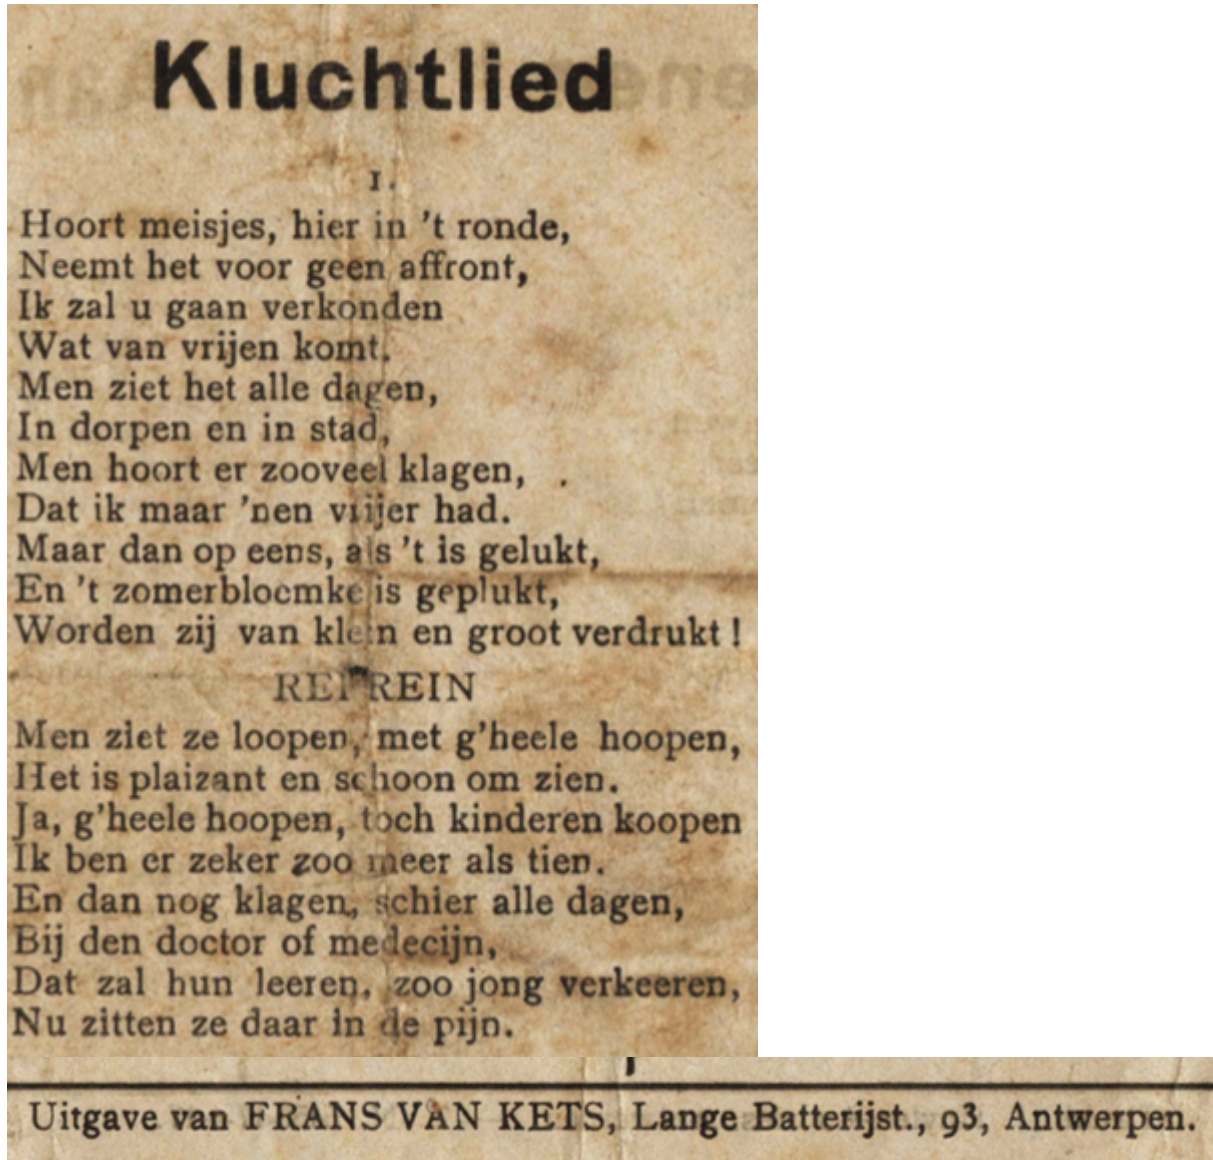 Kluchtlied
1.
Hoort meisjes, hier in 't ronde,
Neemt het voor geen affront,
Ik zal u gaan verkonden
Wat van vrijen komt.
Men ziet het alle dagen,
In dorpen en in stad,
Men hoort er zooveel klagen,
Dat ik maar 'nen vrijer had.
Maar dan op eens, als 't is gelukt,
En 't zomerbloemke is geplukt,
Worden zij van klein en groot verdrukt !
REFREIN
Men ziet ze loopen, met g'heele hoopen,
Het is plaizant en schoon om zien.
Ja, g'heele hoopen, toch kinderen koopen
Ik ben er zeker zoo meer als tien.
En dan nog klagen, schier alle dagen,
Bij den doctor of medecijn,
Dat zal hun leeren, zoo jong verkeeren,
Nu zitten ze daar in de pijn.
Uitgave van FRANS VAN KETS, Lange Batterijst., 93, Antwerpen.